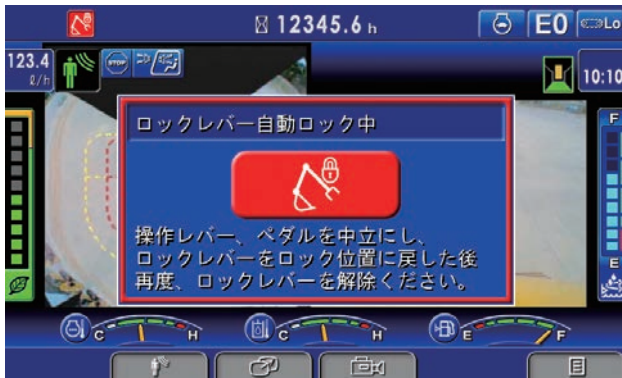 12345.6 h
E0
Lo
123.4
ℓ/h
STOP
10:10
ロックレバー自動ロック中
操作レバー、ペダルを中立にし、
ロックレバーをロック位置に戻した後
再度、ロックレバーを解除ください。
F
E
C H
C H
E F